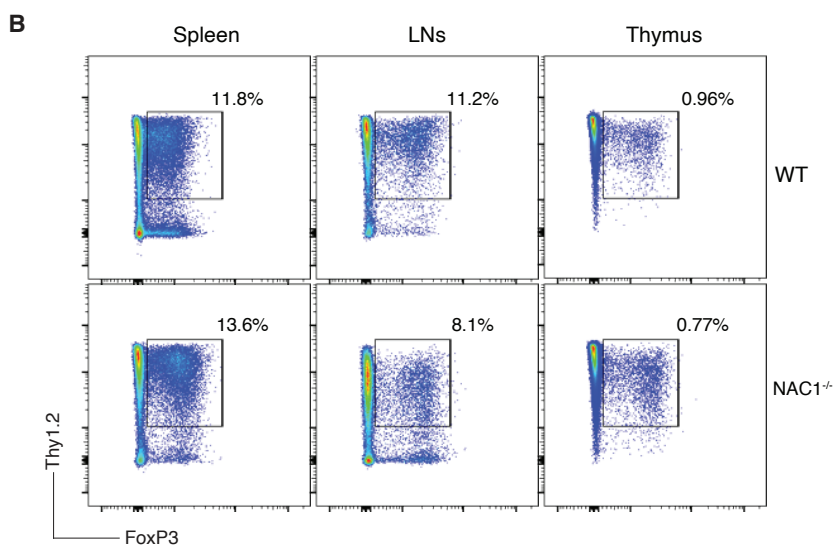 B
Spleen LNs Thymus
11.8% 11.2% 0.96%
WT
13.6% 8.1% 0.77%
NAC1-/-
Thy1.2
FoxP3